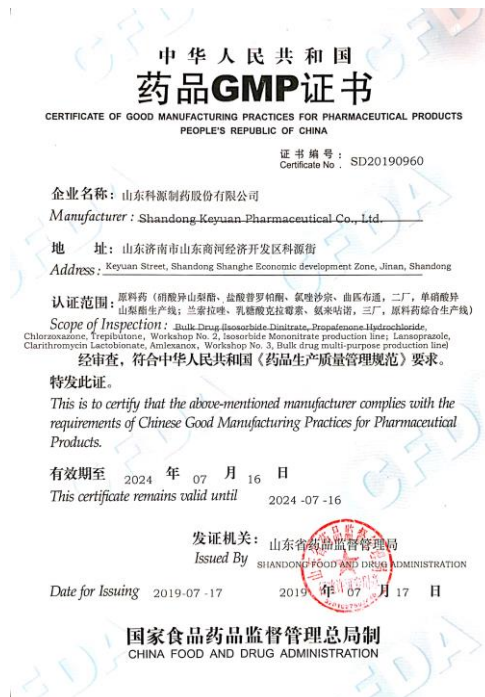 中华人民共和国
药品GMP证书
CERTIFICATE OF GOOD MANUFACTURING PRACTICES FOR PHARMACEUTICAL PRODUCTS
PEOPLE'S REPUBLIC OF CHINA
证书编号：
Certificate No . SD20190960
企业名称：山东科源制药股份有限公司
Manufacturer : Shandong Keyuan Pharmaceutical Co., Ltd.
地 址：山东济南市山东商河经济开发区科源街
Address : Keyuan Street, Shandong Shanghe Economic development Zone, Jinan, Shandong
认证范围：原料药（硝酸异山梨酯、盐酸普罗帕酮、氯唑沙宗、曲匹布通，二厂，单硝酸异
山梨酯生产线；兰索拉唑、乳糖酸克拉霉素、氨来呫诺，三厂，原料药综合生产线）
Scope of Inspection : Bulk Drug (Isosorbide Dinitrate, Propafenone Hydrochloride,
Chlorzoxazone, Trepibutone, Workshop No. 2, Isosorbide Mononitrate production line; Lansoprazole,
Clarithromycin Lactobionate, Amlexanox, Workshop No. 3, Bulk drug multi-purpose production line)
经审查，符合中华人民共和国《药品生产质量管理规范》要求。
特发此证。
This is to certify that the above-mentioned manufacturer complies with the
requirements of Chinese Good Manufacturing Practices for Pharmaceutical
Products.
有效期至 2024 年 07 月 16 日
This certificate remains valid until 2024 -07 -16
发证机关：山东省药品监督管理局
Issued By SHANDONG FOOD AND DRUG ADMINISTRATION
Date for Issuing 2019-07 -17 2019 年 07 月 17 日
国家食品药品监督管理总局制
CHINA FOOD AND DRUG ADMINISTRATION